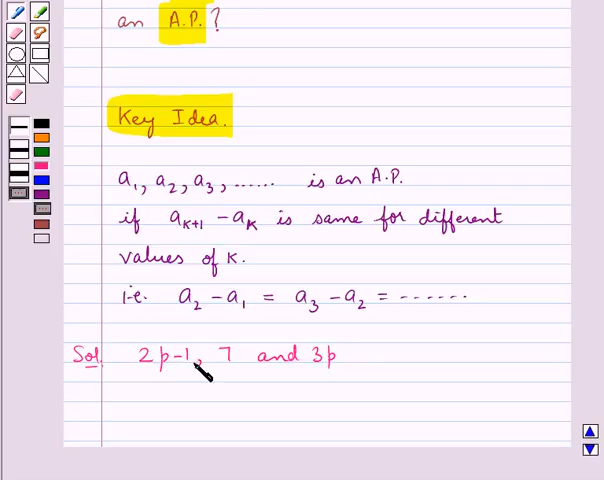 an A.P.?
Key Idea.
a₁, a₂, a₃, ...... is an A.P.
if aₖ₊₁ - aₖ is same for different
values of k.
i.e. a₂ - a₁ = a₃ - a₂ = ------
Sol. 2p-1, 7 and 3p